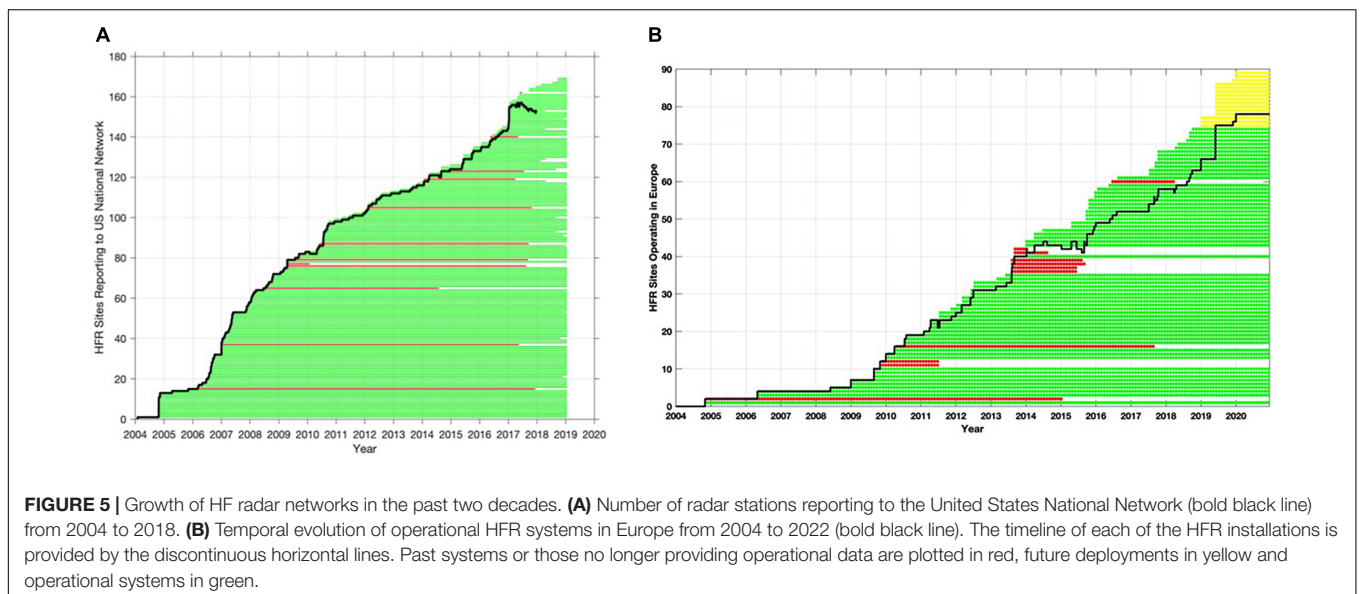 A
180
160
140
120
100
80
60
40
20
0
HFR Sites Reporting to US National Network
2004 2005 2006 2007 2008 2009 2010 2011 2012 2013 2014 2015 2016 2017 2018 2019 2020
Year
B
90
80
70
60
50
40
30
20
10
0
HFR Sites Operating in Europe
2004 2005 2006 2007 2008 2009 2010 2011 2012 2013 2014 2015 2016 2017 2018 2019 2020
Year
FIGURE 5 | Growth of HF radar networks in the past two decades. (A) Number of radar stations reporting to the United States National Network (bold black line)
from 2004 to 2018. (B) Temporal evolution of operational HFR systems in Europe from 2004 to 2022 (bold black line). The timeline of each of the HFR installations is
provided by the discontinuous horizontal lines. Past systems or those no longer providing operational data are plotted in red, future deployments in yellow and
operational systems in green.